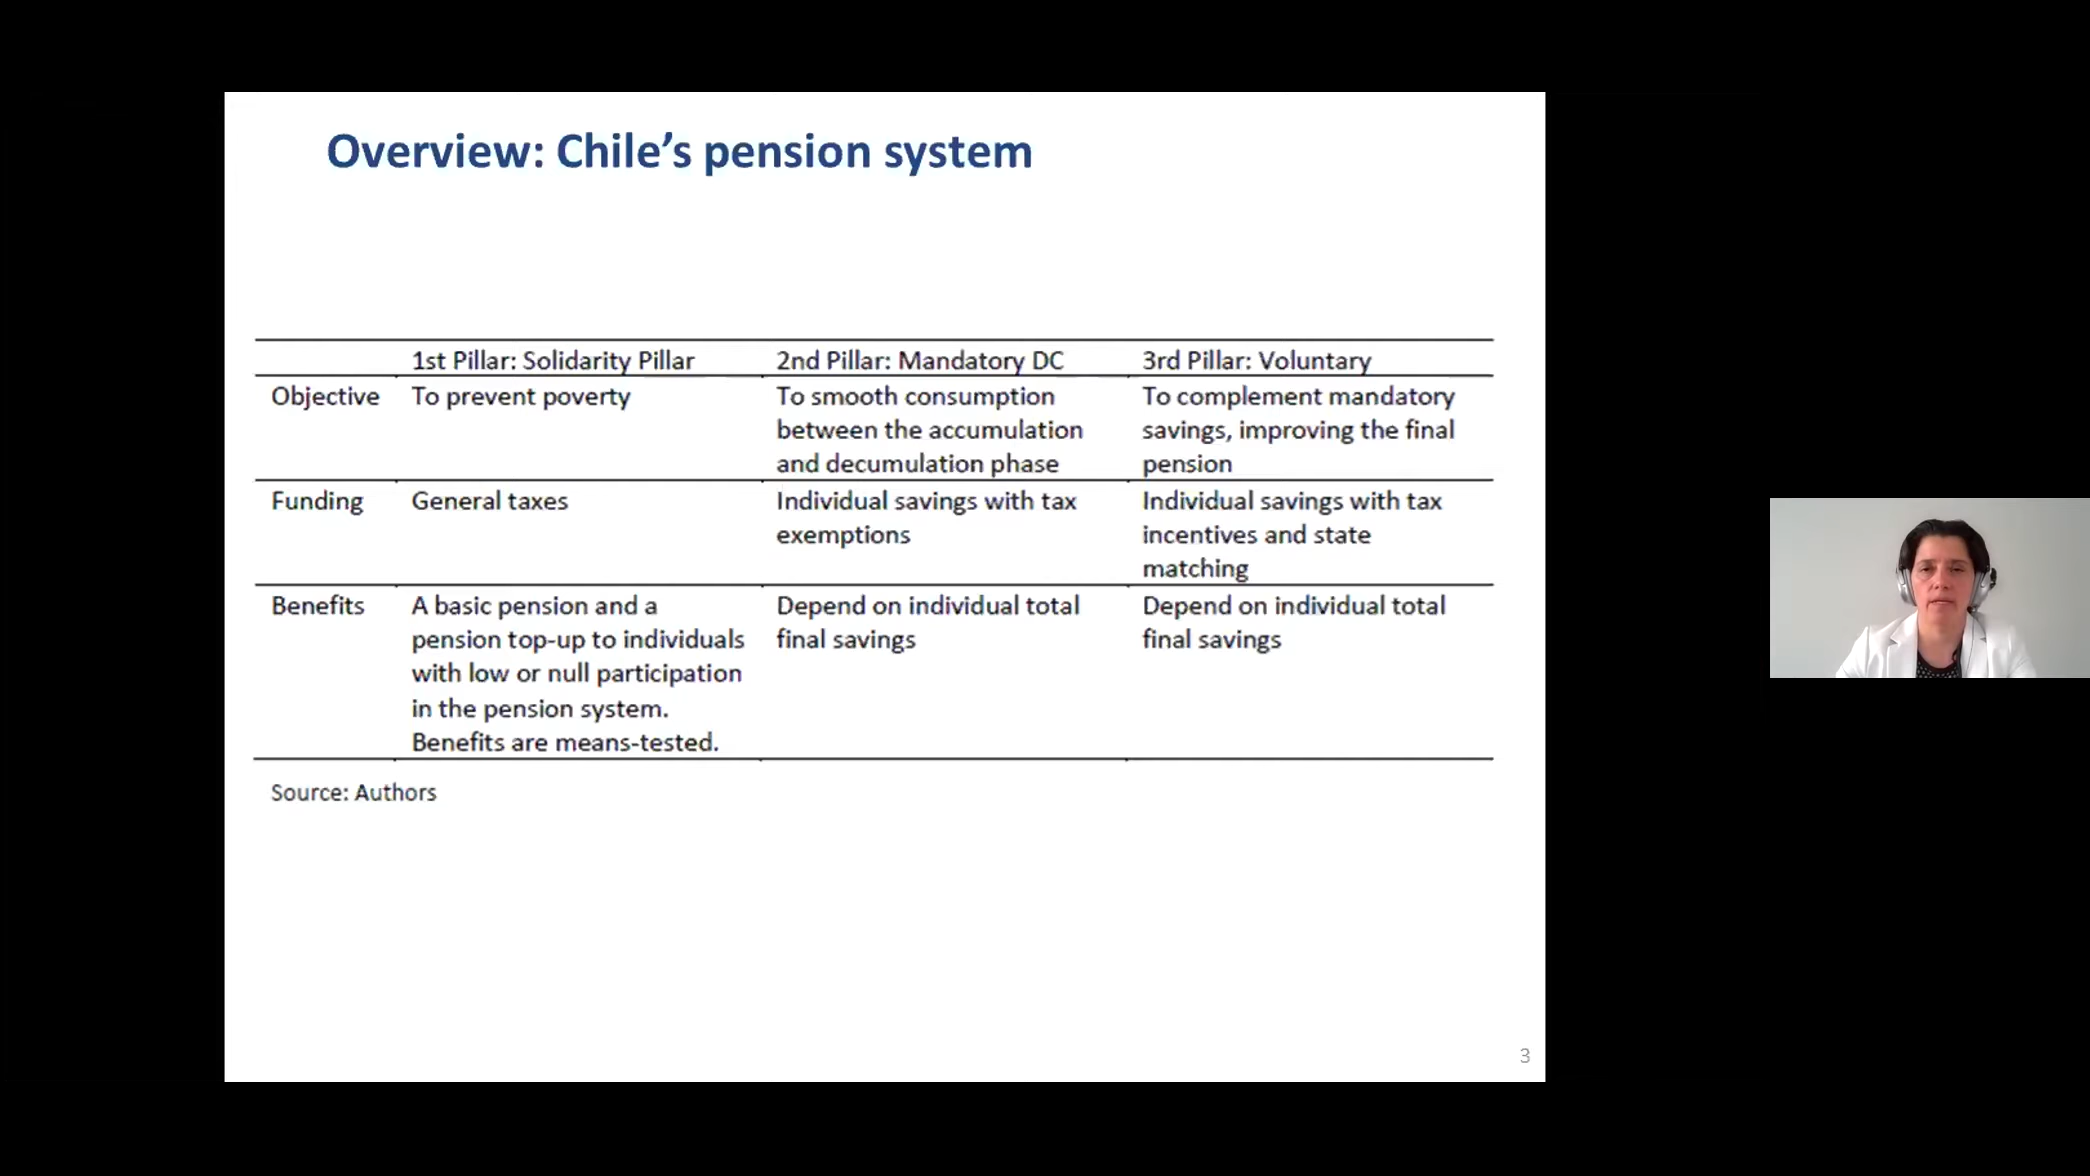 Overview: Chile's pension system
1st Pillar: Solidarity Pillar
2nd Pillar: Mandatory DC
3rd Pillar: Voluntary
Objective
To prevent poverty
To smooth consumption
between the accumulation
and decumulation phase
To complement mandatory
savings, improving the final
pension
Funding
General taxes
Individual savings with tax
exemptions
Individual savings with tax
incentives and state
matching
Benefits
A basic pension and a
pension top-up to individuals
with low or null participation
in the pension system.
Benefits are means-tested.
Depend on individual total
final savings
Depend on individual total
final savings
Source: Authors
3